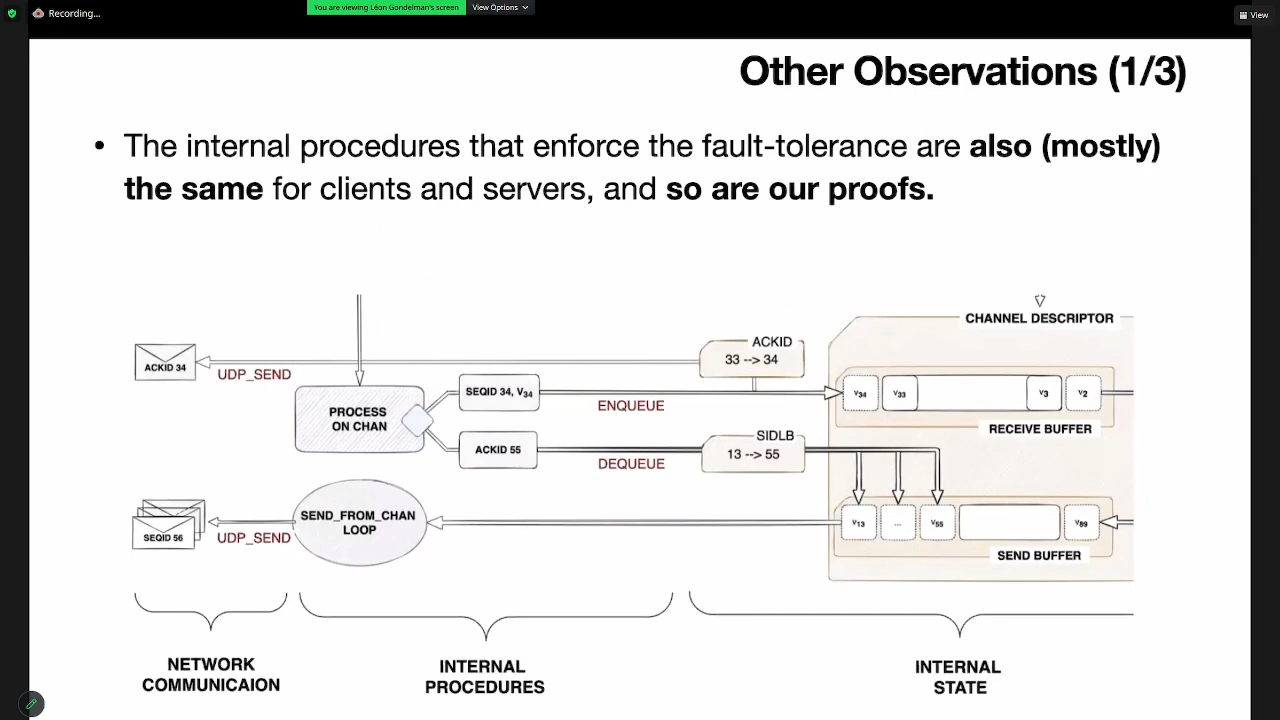 Recording...
You are viewing Léon Gondelman's screen
View Options
View
Other Observations (1/3)
• The internal procedures that enforce the fault-tolerance are also (mostly)
the same for clients and servers, and so are our proofs.
CHANNEL DESCRIPTOR
ACKID
33 --> 34
ACKID 34
UDP_SEND
PROCESS
ON CHAN
SEQID 34, V34
ENQUEUE
V34
V33
V3
V2
RECEIVE BUFFER
ACKID 55
DEQUEUE
SIDLB
13 --> 55
SEND_FROM_CHAN
LOOP
SEQID 56
UDP_SEND
V13
...
V55
V89
SEND BUFFER
NETWORK
COMMUNICAION
INTERNAL
PROCEDURES
INTERNAL
STATE